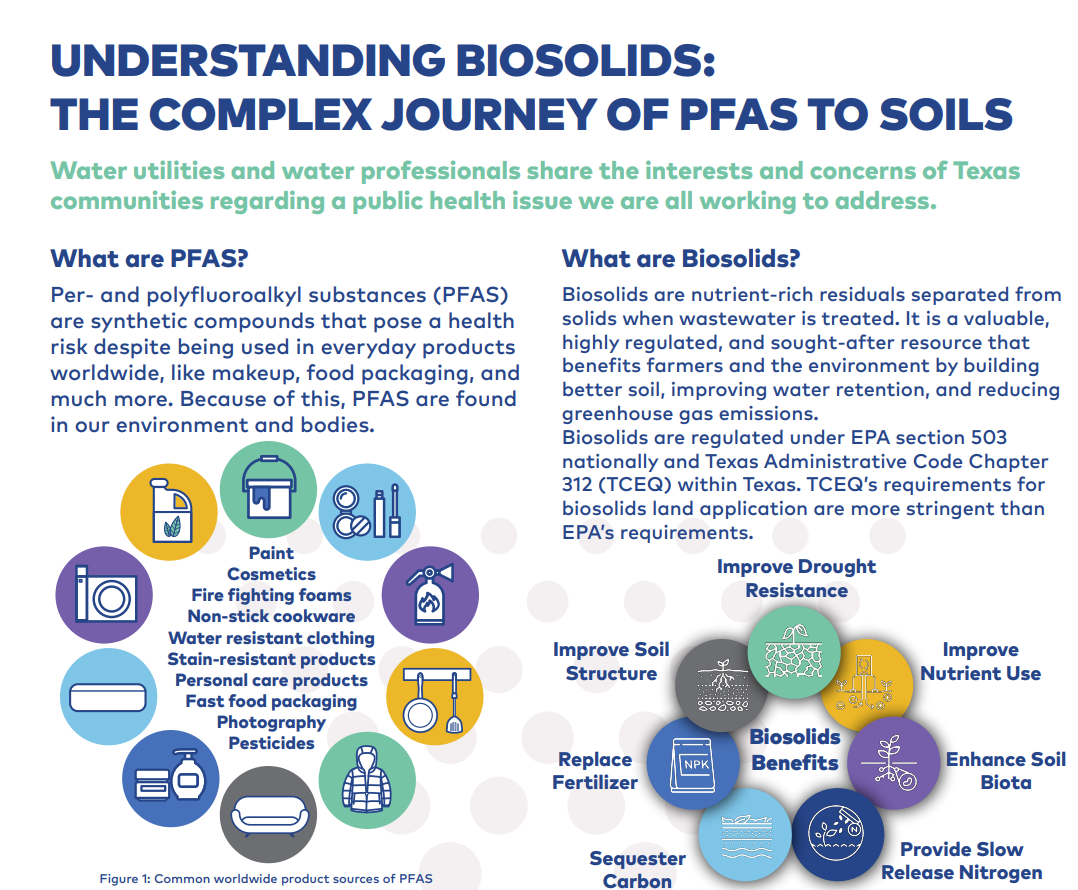 UNDERSTANDING BIOSOLIDS:
THE COMPLEX JOURNEY OF PFAS TO SOILS
Water utilities and water professionals share the interests and concerns of Texas
communities regarding a public health issue we are all working to address.
What are PFAS?
Per- and polyfluoroalkyl substances (PFAS)
are synthetic compounds that pose a health
risk despite being used in everyday products
worldwide, like makeup, food packaging, and
much more. Because of this, PFAS are found
in our environment and bodies.
Paint
Cosmetics
Fire fighting foams
Non-stick cookware
Water resistant clothing
Stain-resistant products
Personal care products
Fast food packaging
Photography
Pesticides
Figure 1: Common worldwide product sources of PFAS
What are Biosolids?
Biosolids are nutrient-rich residuals separated from
solids when wastewater is treated. It is a valuable,
highly regulated, and sought-after resource that
benefits farmers and the environment by building
better soil, improving water retention, and reducing
greenhouse gas emissions.
Biosolids are regulated under EPA section 503
nationally and Texas Administrative Code Chapter
312 (TCEQ) within Texas. TCEQ's requirements for
biosolids land application are more stringent than
EPA's requirements.
Improve Drought
Resistance
Improve Soil
Structure
Improve
Nutrient Use
Biosolids
Benefits
Replace
Fertilizer
NPK
Enhance Soil
Biota
N
Sequester
Carbon
Provide Slow
Release Nitrogen